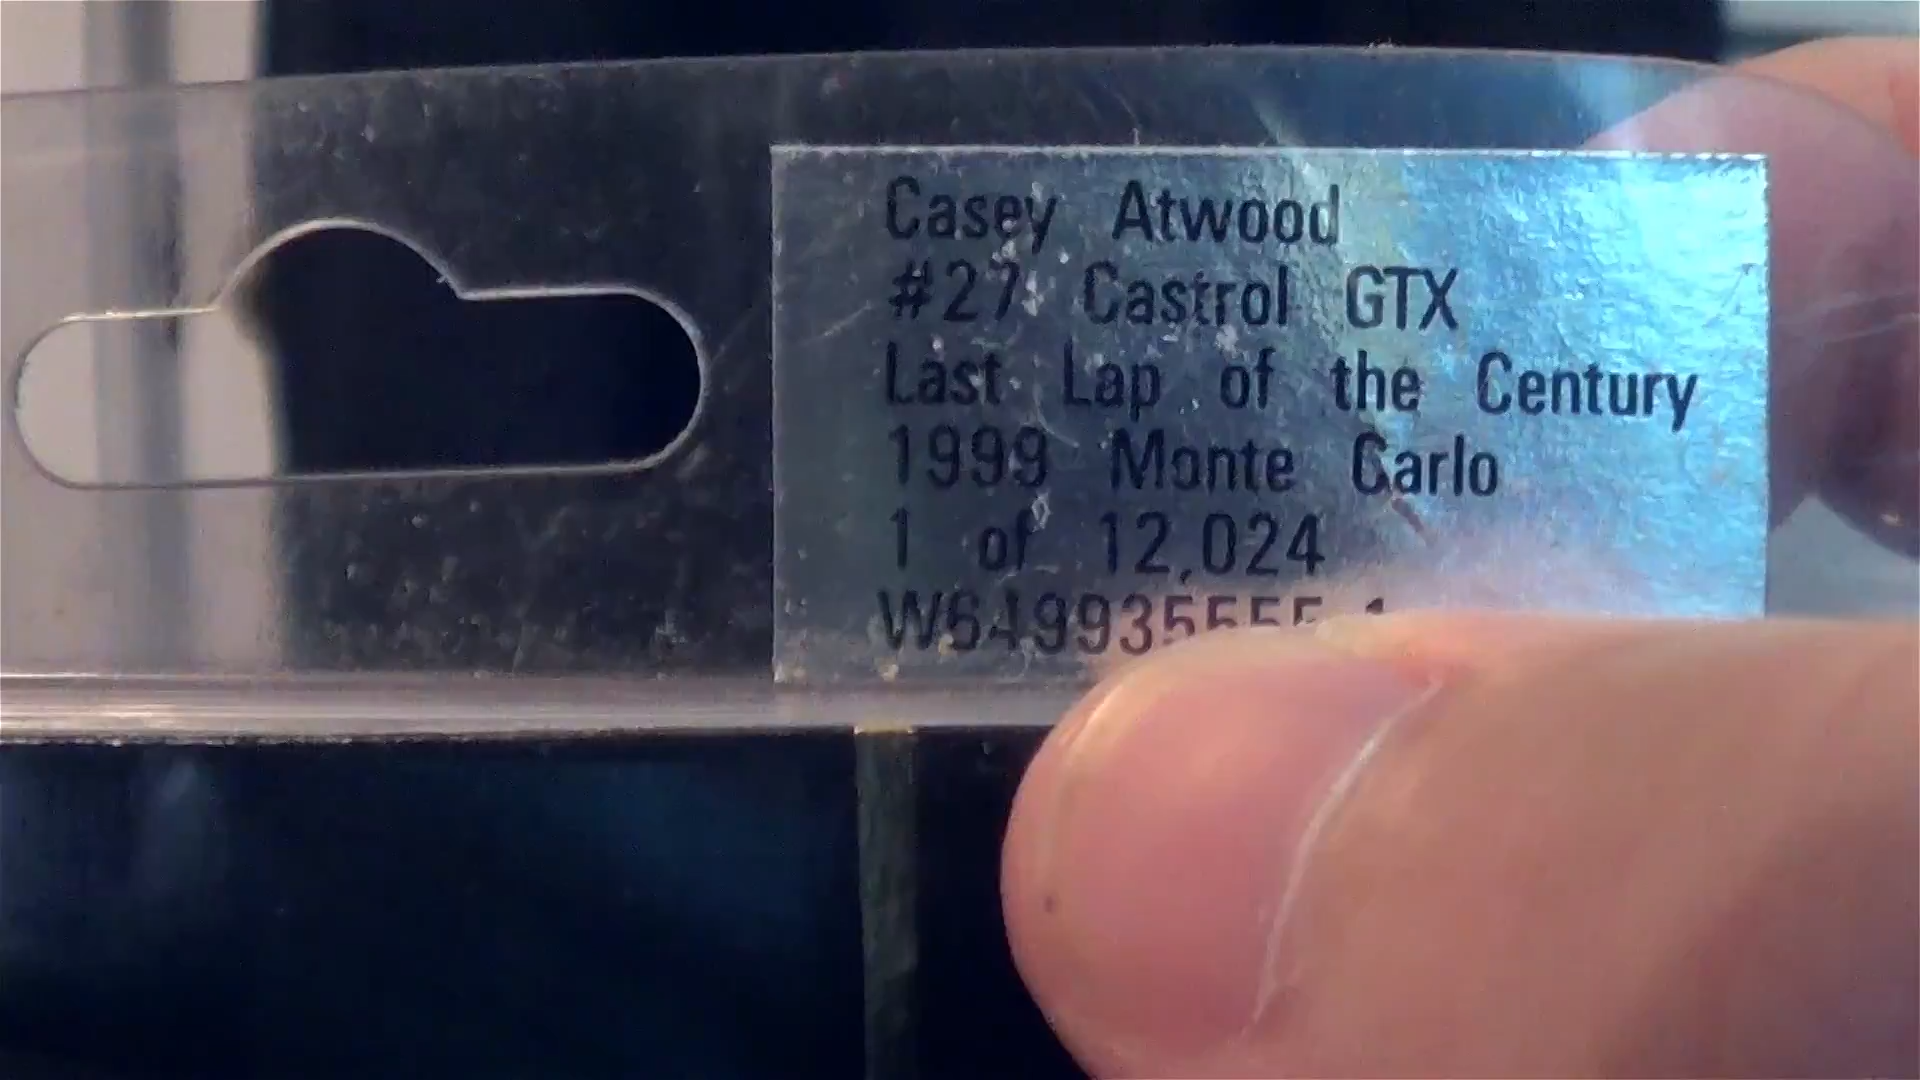 Casey Atwood
#27 Castrol GTX
Last Lap of the Century
1999 Monte Carlo
1 of 12,024